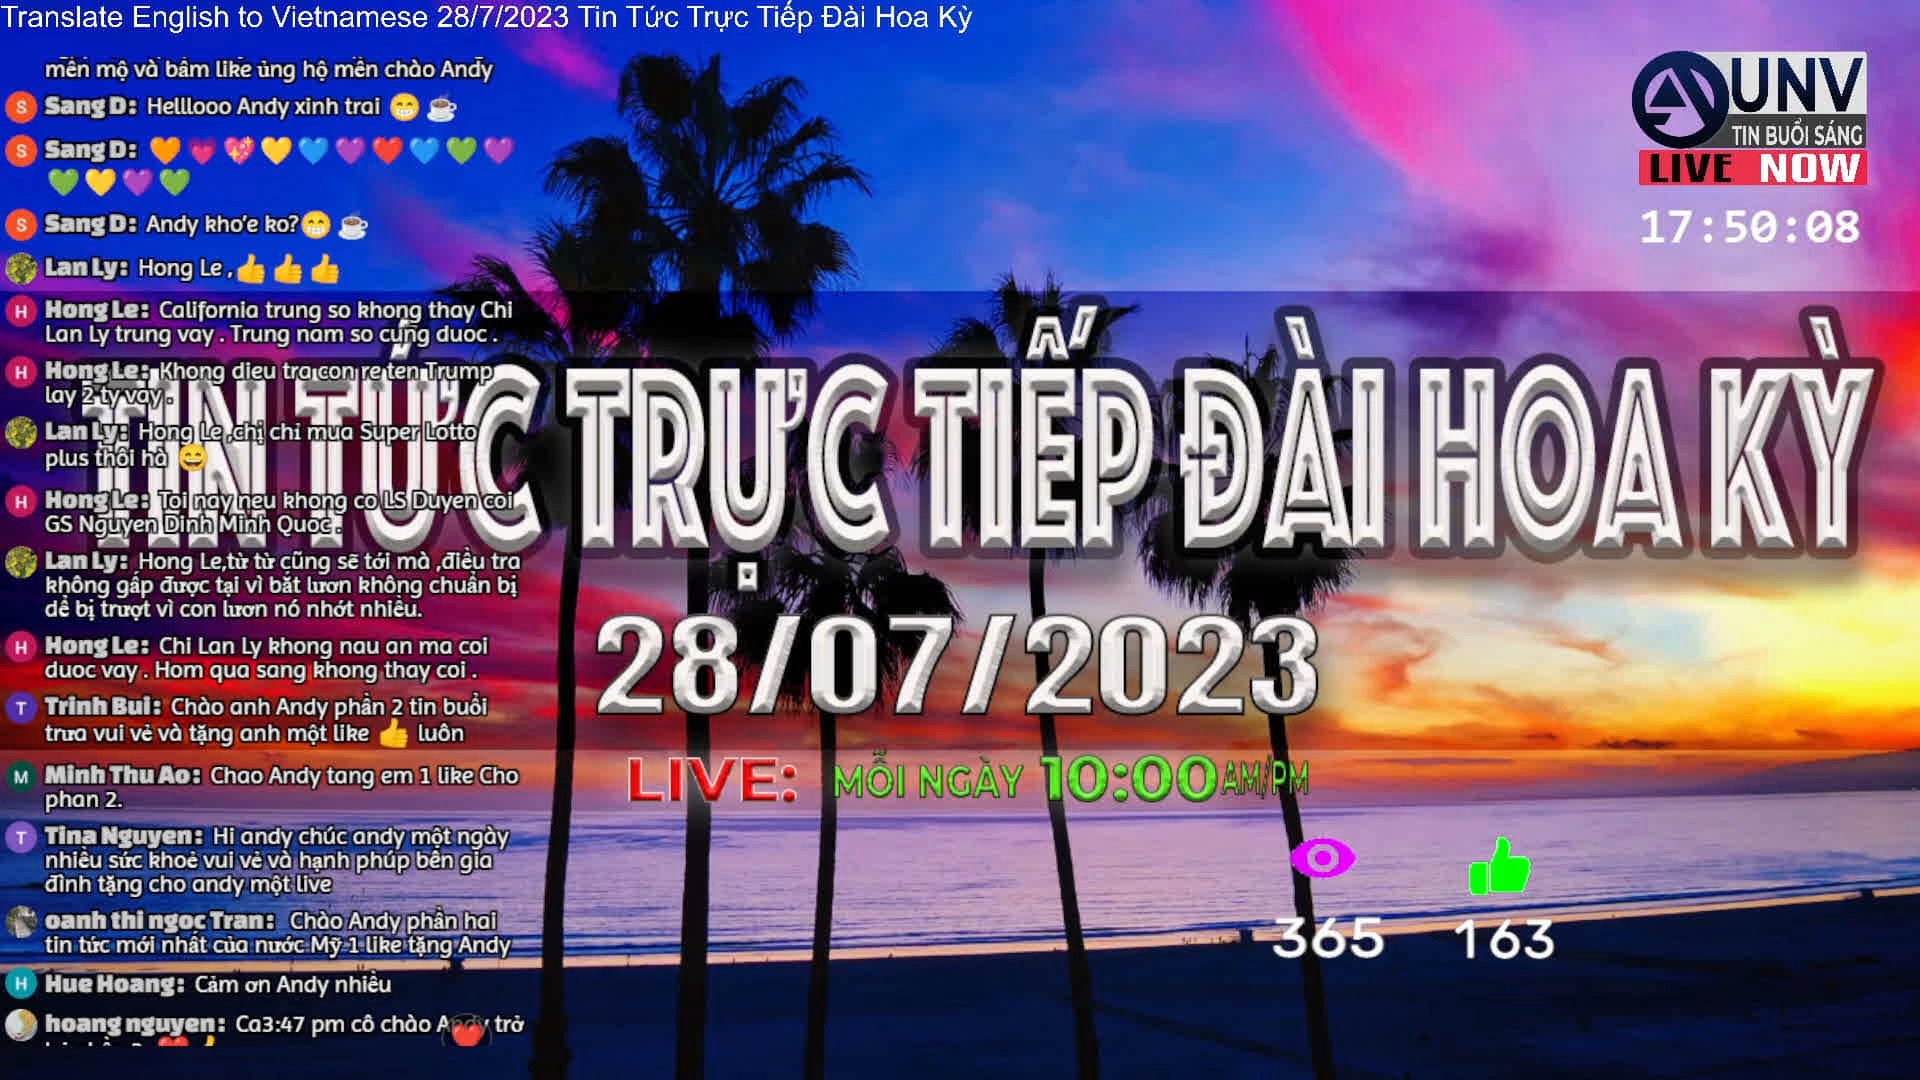 Translate English to Vietnamese 28/7/2023 Tin Tức Trực Tiếp Đài Hoa Kỳ
mến mộ và bấm like ủng hộ mến chào Andy
Sang D: Helllooo Andy xinh trai
Sang D:
Sang D: Andy kho'e ko?
Lan Ly: Hong Le ,
Hong Le: California trung so khong thay Chi
Lan Ly trung vay . Trung nam so cung duoc .
Hong Le: Khong dieu tra con re ten Trump
lay 2 ty vay .
Lan Ly: Hong Le ,chị chỉ mua Super Lotto
plus thôi hà
Hong Le: Toi nay neu khong co LS Duyen coi
GS Nguyen Dinh Minh Quoc .
Lan Ly: Hong Le,từ từ cũng sẽ tới mà ,điều tra
không gấp được tại vì bắt lươn không chuẩn bị
dễ bị trượt vì con lươn nó nhớt nhiều.
Hong Le: Chi Lan Ly khong nau an ma coi
duoc vay . Hom qua sang khong thay coi .
Trinh Bui: Chào anh Andy phần 2 tin buổi
trưa vui vẻ và tặng anh một like luôn
Minh Thu Ao: Chao Andy tang em 1 like Cho
phan 2.
Tina Nguyen: Hi andy chúc andy một ngày
nhiều sức khoẻ vui vẻ và hạnh phúp bên gia
đình tặng cho andy một live
oanh thi ngoc Tran: Chào Andy phần hai
tin tức mới nhất của nước Mỹ 1 like tặng Andy
Hue Hoang: Cảm ơn Andy nhiều
hoang nguyen: Ca3:47 pm cô chào Andy trở
UNV
TIN BUỔI SÁNG
LIVE NOW
17:50:08
TIN TỨC TRỰC TIẾP ĐÀI HOA KỲ
28/07/2023
LIVE: MỖI NGÀY 10:00 AM/PM
365 163